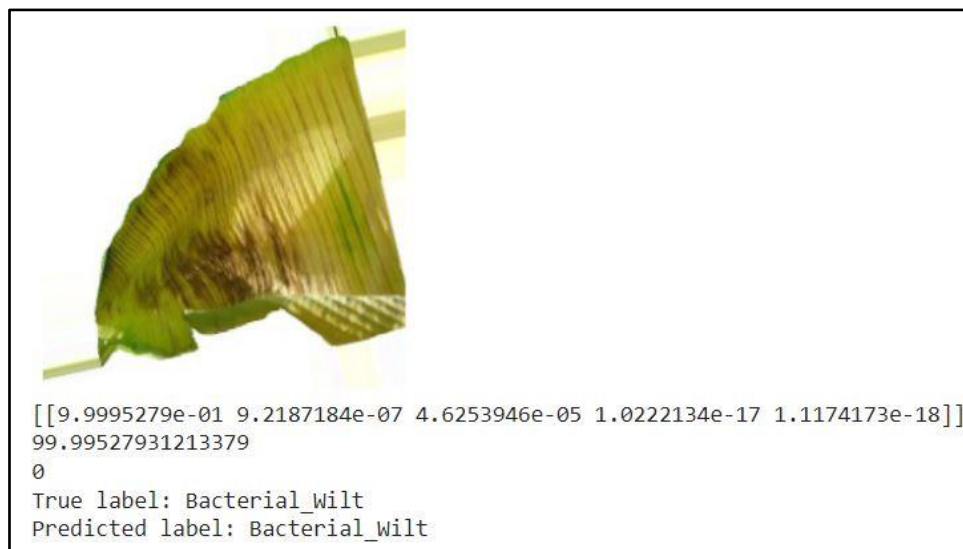 [[9.9995279e-01 9.2187184e-07 4.6253946e-05 1.0222134e-17 1.1174173e-18]]
99.99527931213379
0
True label: Bacterial_Wilt
Predicted label: Bacterial_Wilt